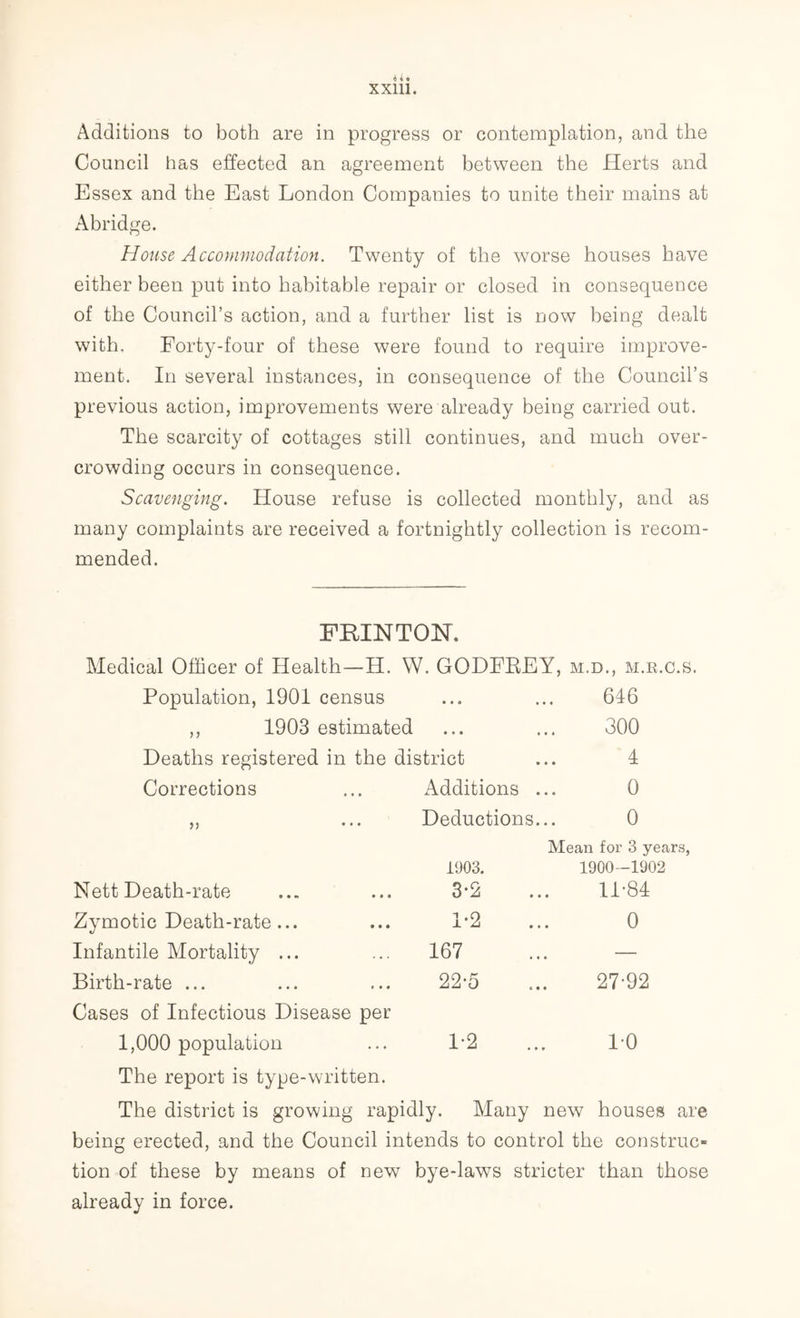 xxiii.
Additions to both are in progress or contemplation, and the
Council has effected an agreement between the Herts and
Essex and the East London Companies to unite their mains at
Abridge.
House Accommodation. Twenty of the worse houses have
either been put into habitable repair or closed in consequence
of the Council's action, and a further list is now being dealt
with. Forty-four of these were found to require improve-
ment. In several instances, in consequence of the Council's
previous action, improvements were already being carried out.
The scarcity of cottages still continues, and much over-
crowding occurs in consequence.
Scavenging. House refuse is collected monthly, and as
many complaints are received a fortnightly collection is recom-
mended.
FRINTON.
Medical Officer of Health—H. W. GODFREY, M.D., M.R.C.S.
Population, 1901 census ... ... 646
,, 1903 estimated ... ... 300
Deaths registered in the district ... 4
Corrections ... Additions ... 0
,, ... Deductions... 0
Mean for 3 years,
1903. 1900-1902
Nett Death-rate ... ... 3·2 ... 11·84
Zymotic Death-rate ... ... 1·2 ... 0
Infantile Mortality ... ... 167 ... —
Birth-rate ... ... ... 22·5 ... 27·92
Cases of Infectious Disease per
1,000 population ... 1·2 ... 1·0
The report is type-written.
The district is growing rapidly. Many new houses are
being erected, and the Council intends to control the construc-
tion of these by means of new bye-laws stricter than those
already in force.